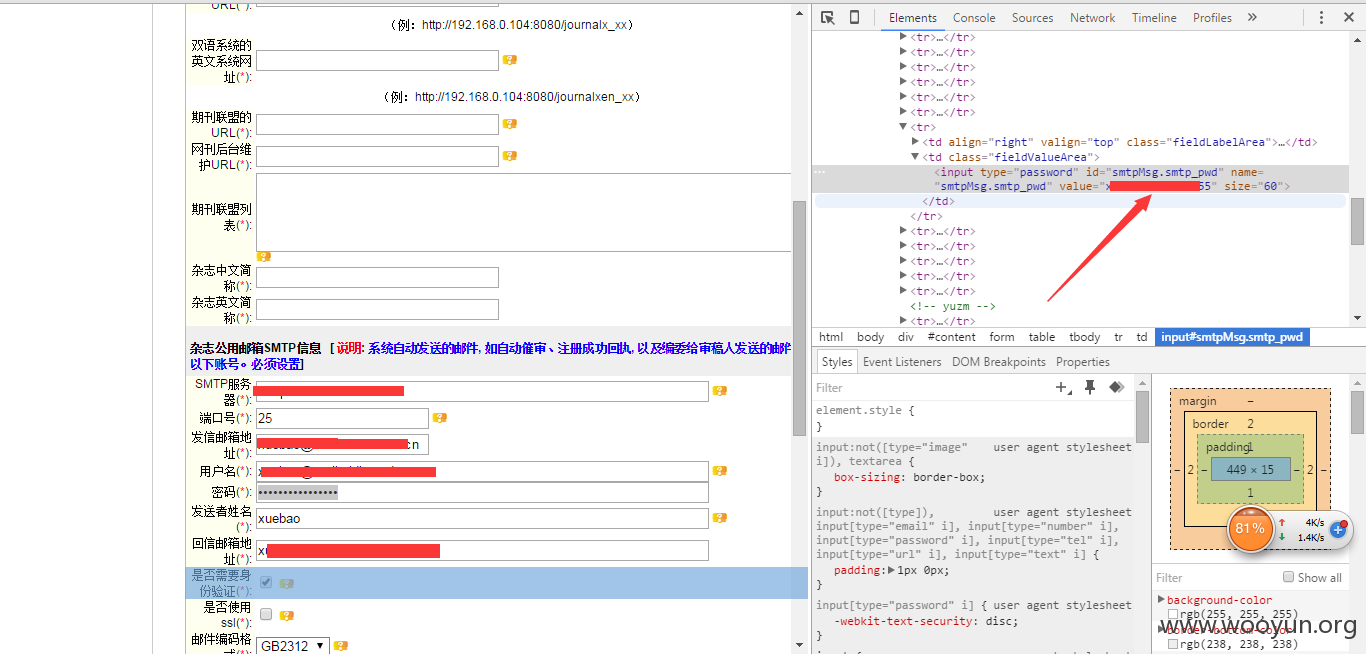 URL(*):
（例：http://192.168.0.104:8080/journalx_xx）
双语系统的
英文系统网
址(*):
（例：http://192.168.0.104:8080/journalxen_xx）
期刊联盟的
URL(*):
网刊后台维
护URL(*):
期刊联盟列
表(*):
杂志中文简
称(*):
杂志英文简
称(*):
杂志公用邮箱SMTP信息 [ 说明: 系统自动发送的邮件, 如自动催审、注册成功回执, 以及编委给审稿人发送的邮件
以下账号。必须设置]
SMTP服务
器(*):
端口号(*): 25
发信邮箱地
址(*): cn
用户名(*):
密码(*): ••••••••••••••••
发送者姓名
(*): xuebao
回信邮箱地
址(*): x
是否需要身
份验证(*):
是否使用
ssl(*):
邮件编码格
式(*): GB2312
Elements Console Sources Network Timeline Profiles »
<tr>…</tr>
<tr>…</tr>
<tr>…</tr>
<tr>…</tr>
<tr>…</tr>
<tr>…</tr>
<tr>
<td align="right" valign="top" class="fieldLabelArea">…</td>
<td class="fieldValueArea">
<input type="password" id="smtpMsg.smtp_pwd" name=
"smtpMsg.smtp_pwd" value="x 55" size="60">
</td>
</tr>
<tr>…</tr>
<tr>…</tr>
<tr>…</tr>
<tr>…</tr>
<tr>…</tr>
<!-- yuzm -->
<tr>…</tr>
html body div #content form table tbody tr td input#smtpMsg.smtp_pwd
Styles Event Listeners DOM Breakpoints Properties
Filter
element.style {
}
input:not([type="image" user agent stylesheet
i]), textarea {
box-sizing: border-box;
}
input:not([type]), user agent stylesheet
input[type="email" i], input[type="number" i],
input[type="password" i], input[type="tel" i],
input[type="url" i], input[type="text" i] {
padding: 1px 0px;
}
input[type="password" i] { user agent stylesheet
-webkit-text-security: disc;
}
margin –
border 2
padding 1
– 2 – 449 × 15 – 2 –
1
81%
4K/s
1.4K/s
Filter Show all
background-color
rgb(255, 255, 255)
border-bottom-color
rgb(238, 238, 238)
www.wooyun.org